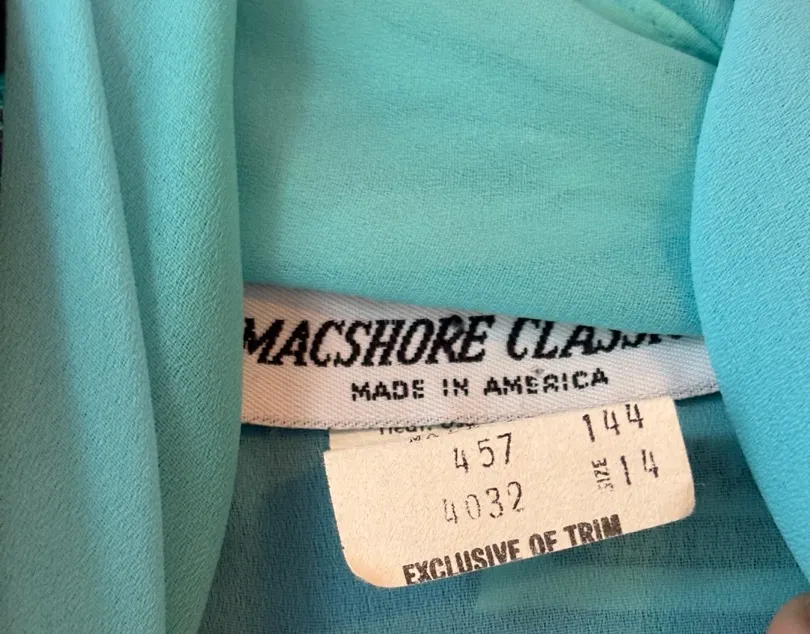 MACSHORE
MADE IN AMERICA
457 144
4032 SIZE 14
EXCLUSIVE OF TRIM